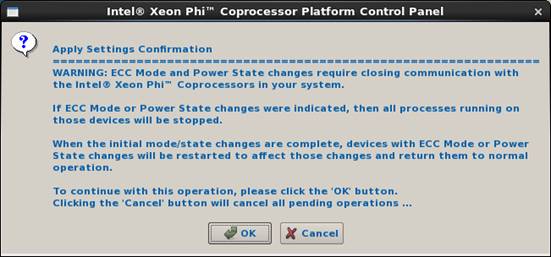 Intel® Xeon Phi™ Coprocessor Platform Control Panel
Apply Settings Confirmation
================================================================
WARNING: ECC Mode and Power State changes require closing communication with
the Intel® Xeon Phi™ Coprocessors in your system.
If ECC Mode or Power State changes were indicated, then all processes running on
those devices will be stopped.
When the initial mode/state changes are complete, devices with ECC Mode or Power
State changes will be restarted to affect those changes and return them to normal
operation.
To continue with this operation, please click the 'OK' button.
Clicking the 'Cancel' button will cancel all pending operations ...
OK
Cancel